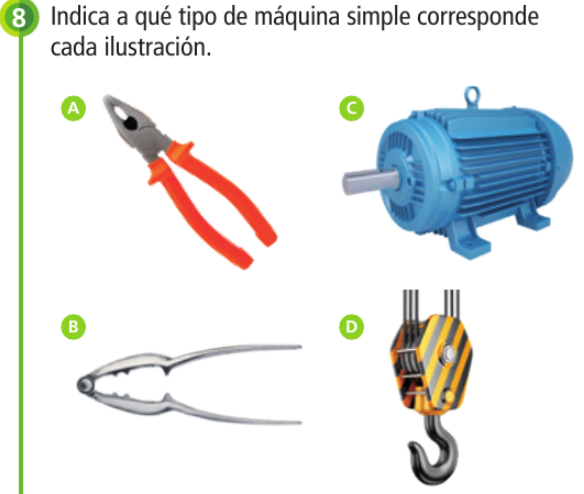 8 Indica a qué tipo de máquina simple corresponde
cada ilustración.
A
C
B
D